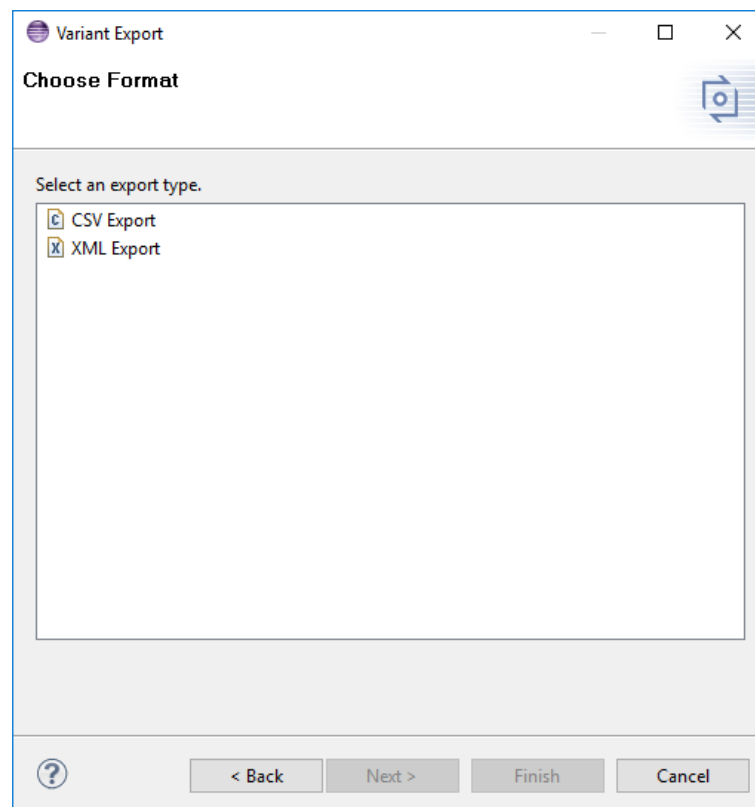 Variant Export
Choose Format
Select an export type.
C CSV Export
X XML Export
?
< Back Next > Finish Cancel